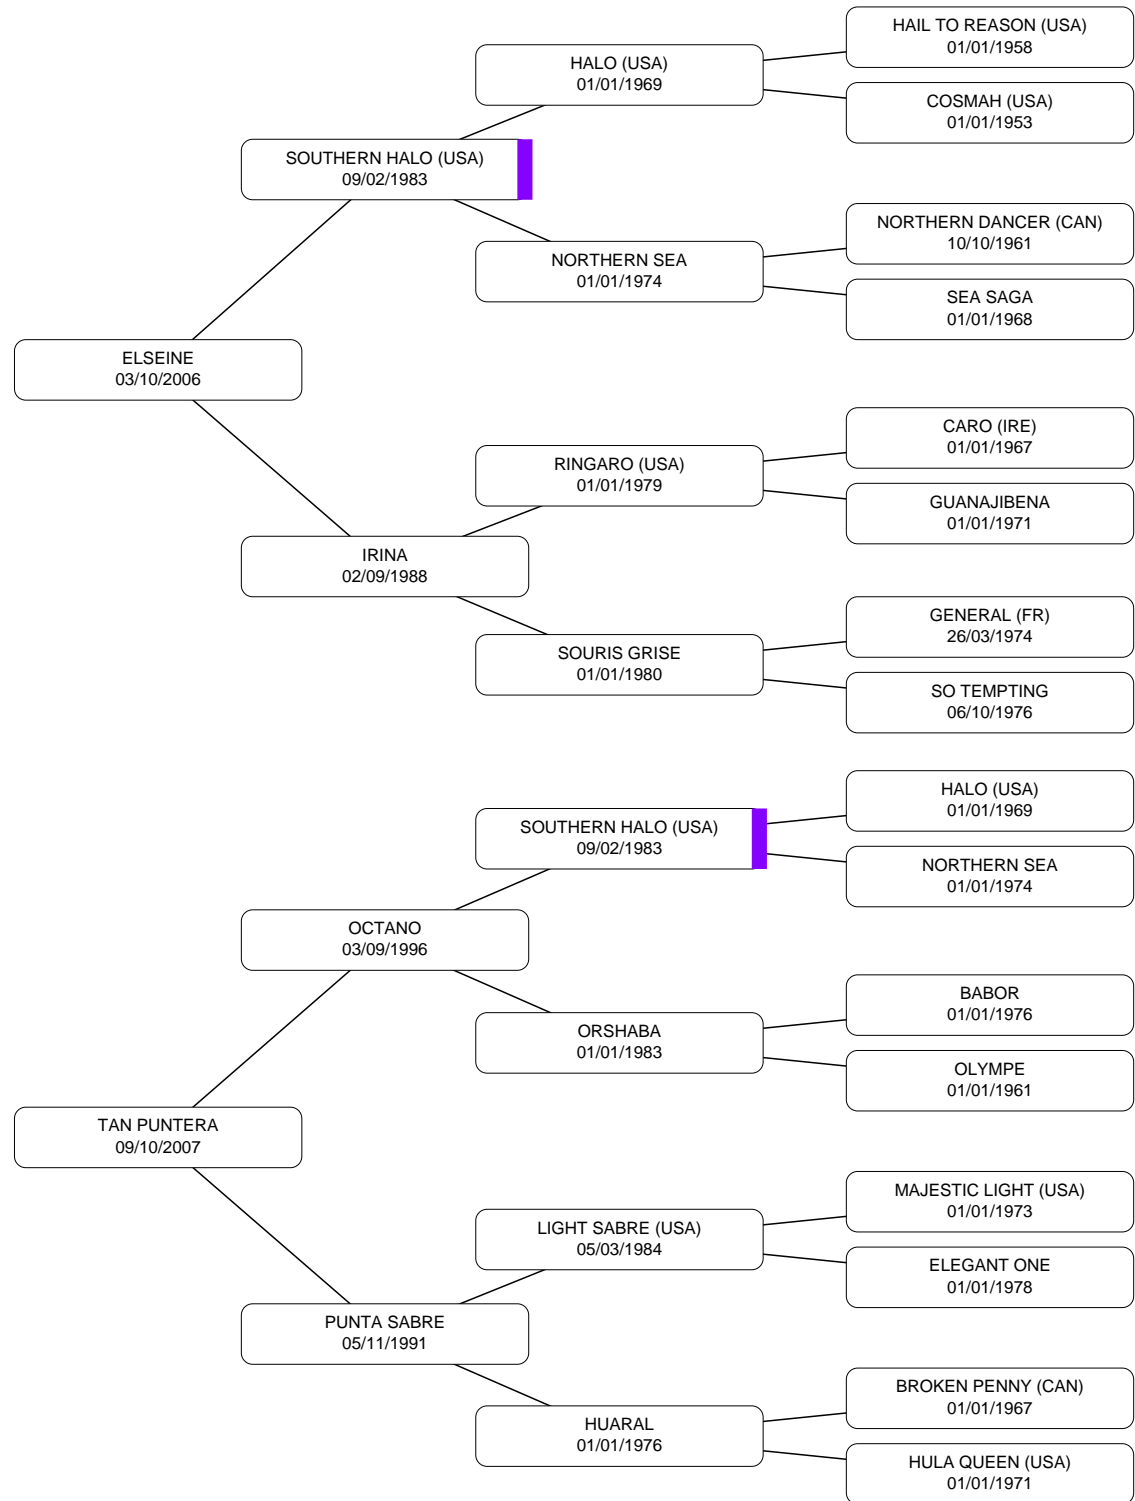 HAIL TO REASON (USA)
01/01/1958
HALO (USA)
01/01/1969
COSMAH (USA)
01/01/1953
SOUTHERN HALO (USA)
09/02/1983
NORTHERN DANCER (CAN)
10/10/1961
NORTHERN SEA
01/01/1974
SEA SAGA
01/01/1968
ELSEINE
03/10/2006
CARO (IRE)
01/01/1967
RINGARO (USA)
01/01/1979
GUANAJIBENA
01/01/1971
IRINA
02/09/1988
GENERAL (FR)
26/03/1974
SOURIS GRISE
01/01/1980
SO TEMPTING
06/10/1976
HALO (USA)
01/01/1969
SOUTHERN HALO (USA)
09/02/1983
NORTHERN SEA
01/01/1974
OCTANO
03/09/1996
BABOR
01/01/1976
ORSHABA
01/01/1983
OLYMPE
01/01/1961
TAN PUNTERA
09/10/2007
MAJESTIC LIGHT (USA)
01/01/1973
LIGHT SABRE (USA)
05/03/1984
ELEGANT ONE
01/01/1978
PUNTA SABRE
05/11/1991
BROKEN PENNY (CAN)
01/01/1967
HUARAL
01/01/1976
HULA QUEEN (USA)
01/01/1971